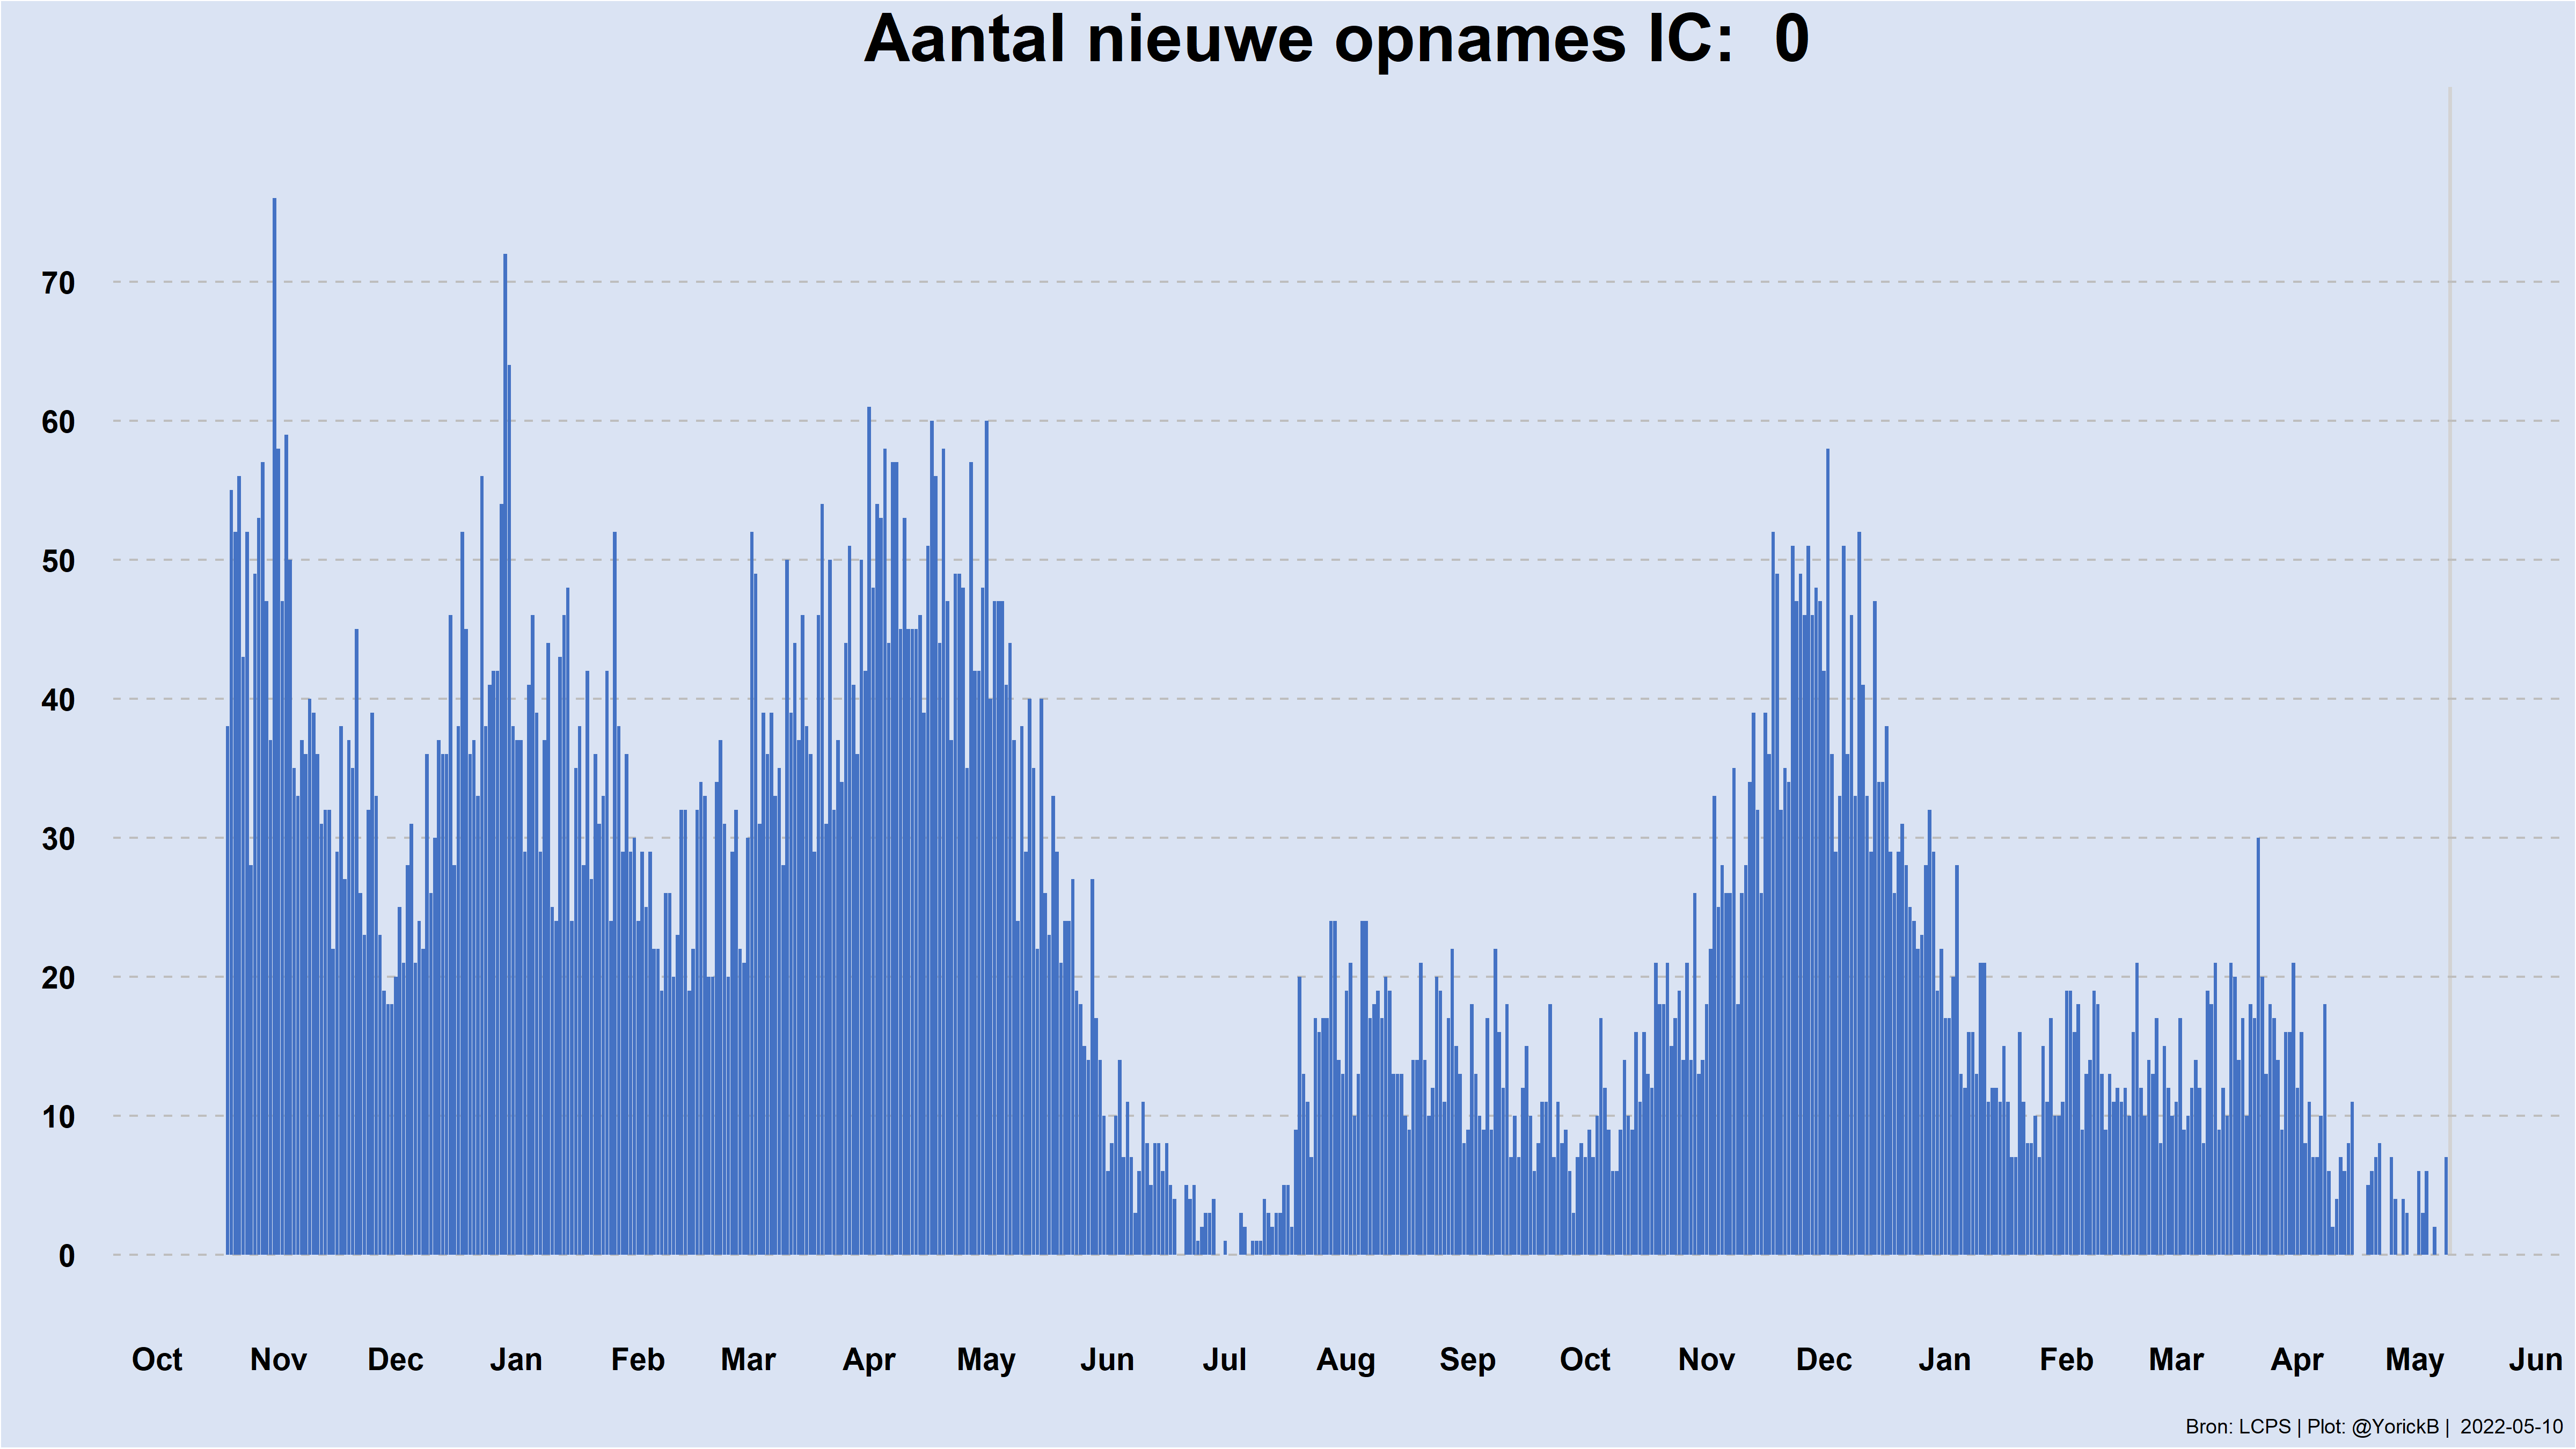 Aantal nieuwe opnames IC:  0
70
60
50
40
30
20
10
0
Oct Nov Dec Jan Feb Mar Apr May Jun Jul Aug Sep Oct Nov Dec Jan Feb Mar Apr May Jun
Bron: LCPS | Plot: @YorickB |  2022-05-10